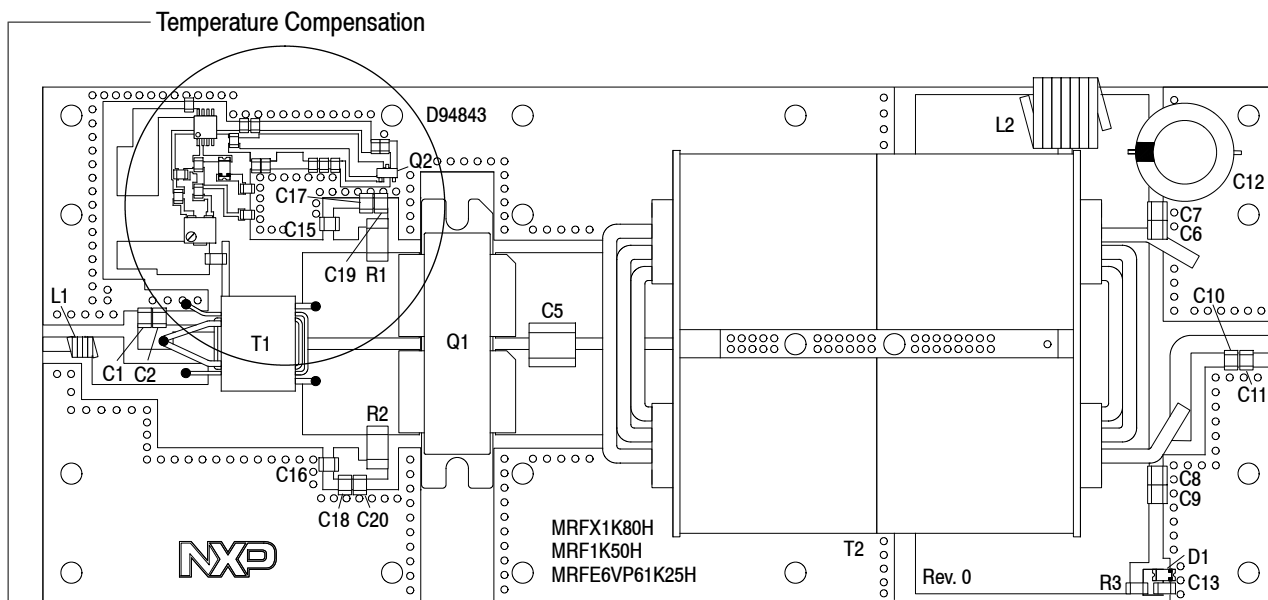 Temperature Compensation
D94843
L2
Q2
C12
C17
C15
C7
C6
C19
R1
L1
C5
C10
T1
Q1
C1
C2
C11
R2
C16
C8
C9
C18
C20
MRFX1K80H
MRF1K50H
MRFE6VP61K25H
NXP
T2
D1
Rev. 0
R3
C13